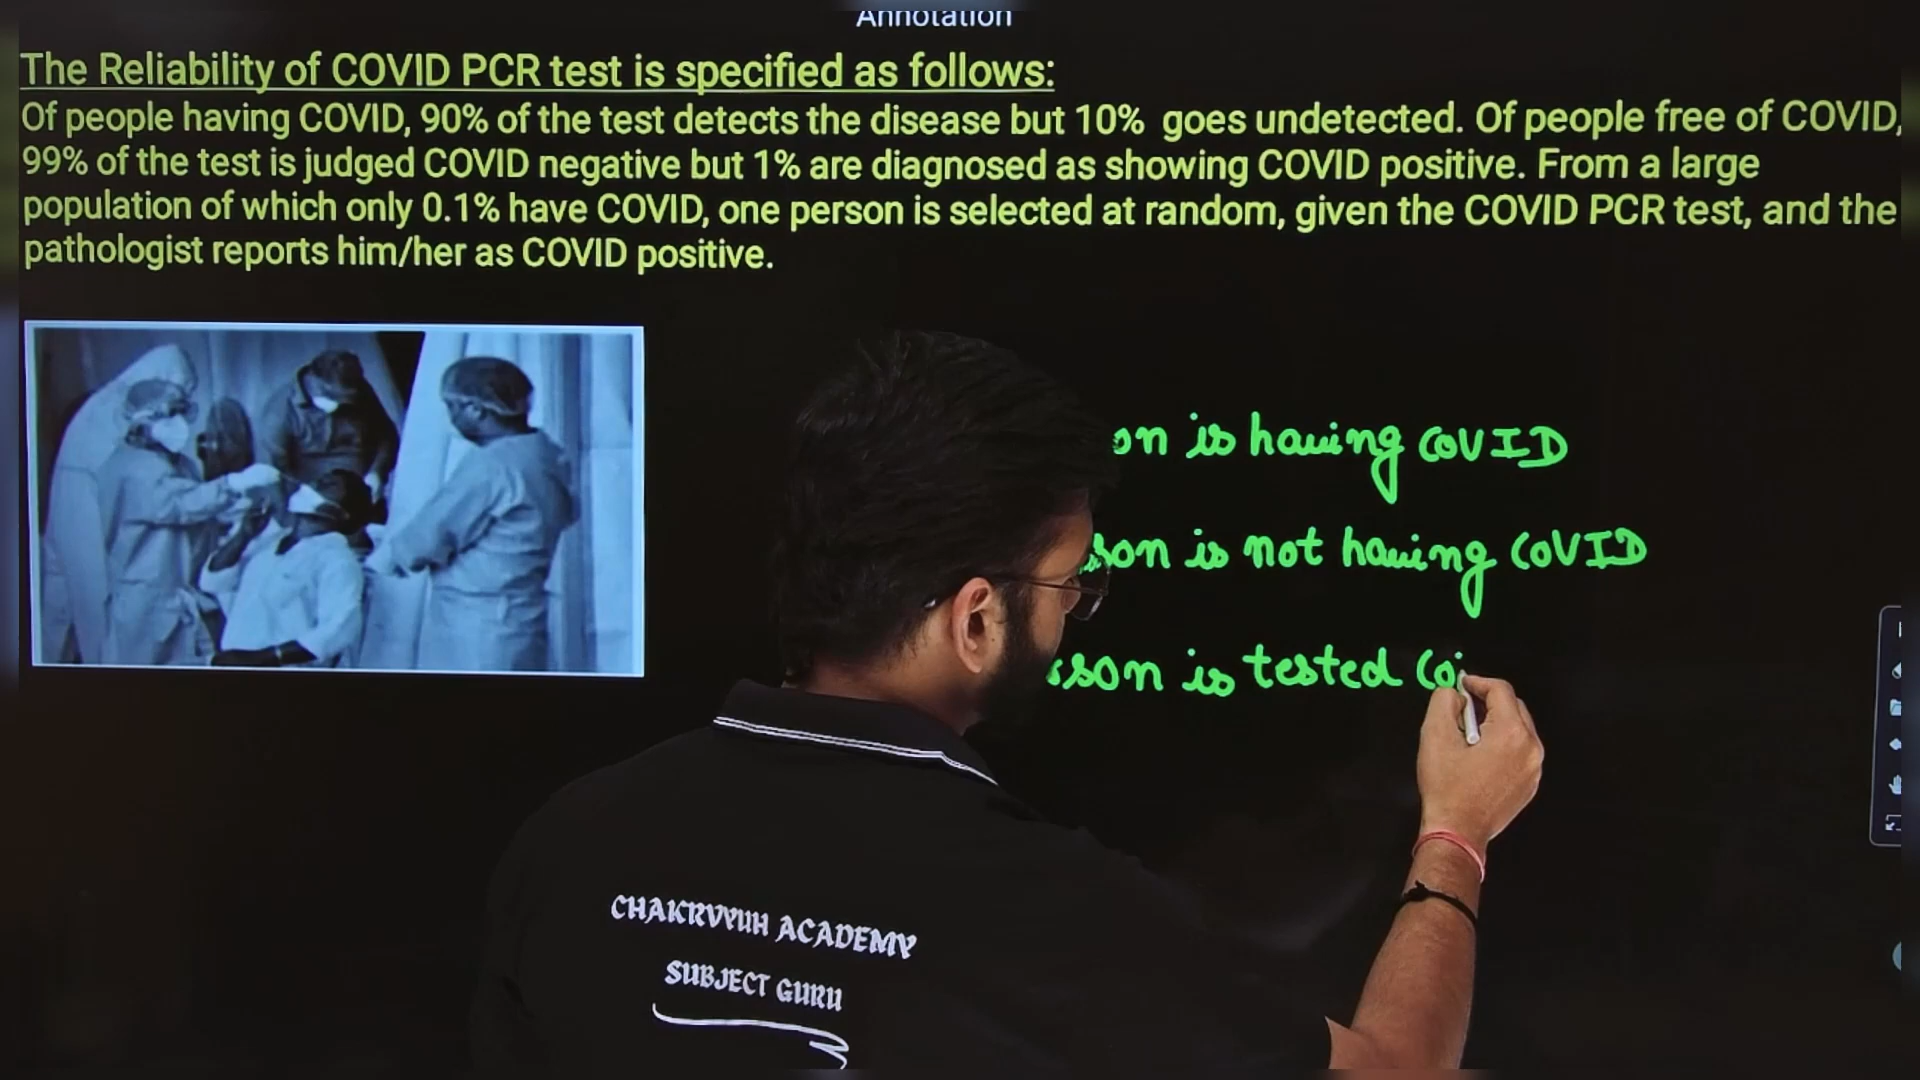 Annotation
The Reliability of COVID PCR test is specified as follows:
Of people having COVID, 90% of the test detects the disease but 10% goes undetected. Of people free of COVID,
99% of the test is judged COVID negative but 1% are diagnosed as showing COVID positive. From a large
population of which only 0.1% have COVID, one person is selected at random, given the COVID PCR test, and the
pathologist reports him/her as COVID positive.
is having COVID
is not having COVID
is tested
CHAKRVYUH ACADEMY
SUBJECT GURU